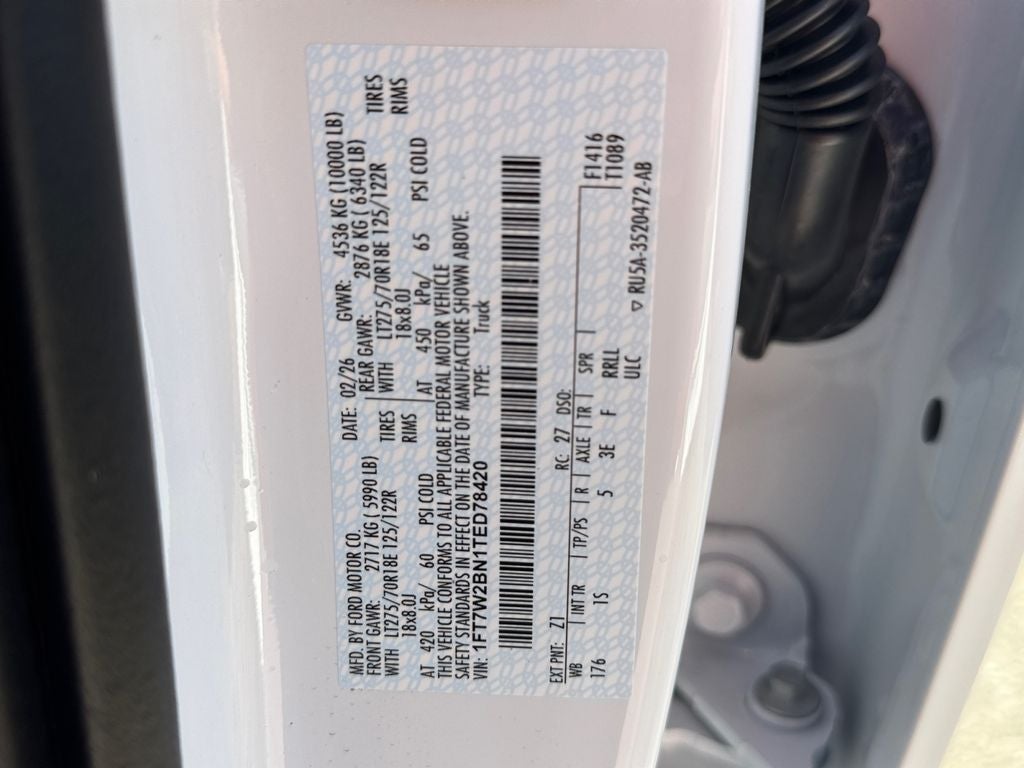 MFD. BY FORD MOTOR CO.
DATE: 02/26 GVWR: 4536 KG (10000 LB)
FRONT GAWR: 2717 KG ( 5990 LB)
REAR GAWR: 2876 KG ( 6340 LB)
WITH LT275/70R18E 125/122R TIRES
WITH LT275/70R18E 125/122R TIRES
18x8.0J RIMS
18x8.0J RIMS
AT 420 kPa/ 60 PSI COLD
AT 450 kPa/ 65 PSI COLD
THIS VEHICLE CONFORMS TO ALL APPLICABLE FEDERAL MOTOR VEHICLE
SAFETY STANDARDS IN EFFECT ON THE DATE OF MANUFACTURE SHOWN ABOVE.
VIN: 1FT7W2BN1TED78420 TYPE: Truck
EXT PNT: Z1 RC: 27 DSO: F1416
WB INT TR TP/PS R AXLE TR SPR T1089
176 1S 5 3E F RRLL
ULC ▽ RU5A-3520472-AB